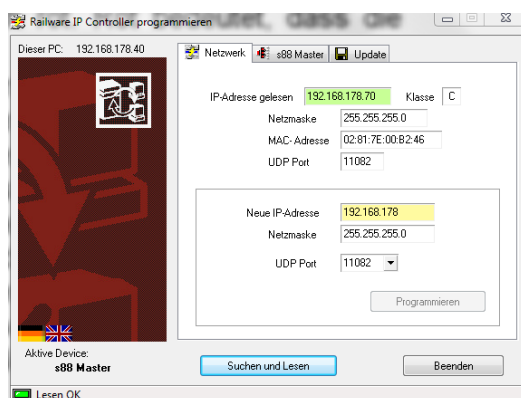 Railware IP Controller programmieren
Dieser PC: 192.168.178.40
Netzwerk s88 Master Update
IP-Adresse gelesen 192.168.178.70 Klasse C
Netzmaske 255.255.255.0
MAC-Adresse 02:81:7E:00:B2:46
UDP Port 11082
Neue IP-Adresse 192.168.178
Netzmaske 255.255.255.0
UDP Port 11082
Programmieren
Aktive Device:
s88 Master
Suchen und Lesen Beenden
Lesen OK